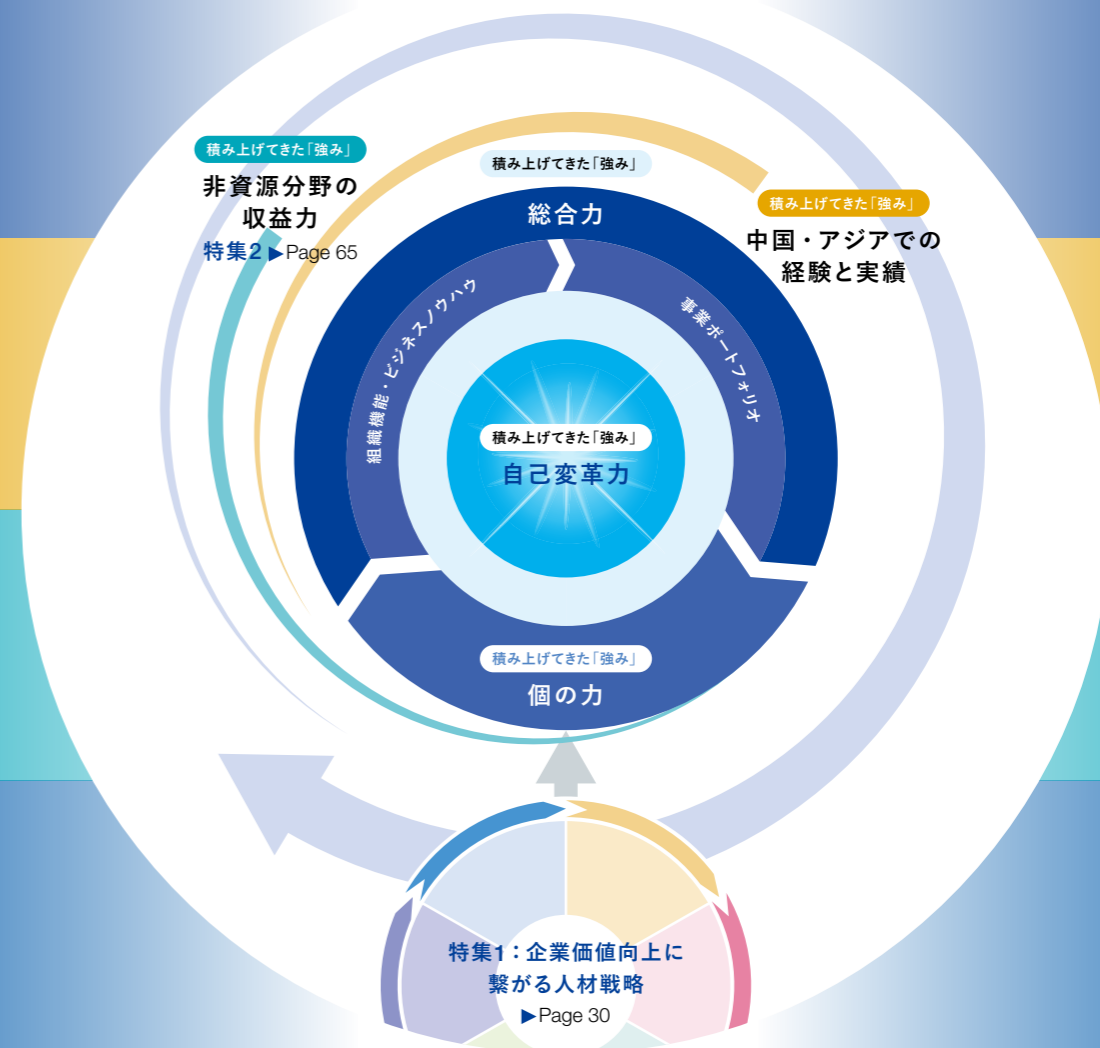 積み上げてきた「強み」
非資源分野の
収益力
特集2 ▶Page 65
積み上げてきた「強み」
総合力
積み上げてきた「強み」
中国・アジアでの
経験と実績
組織機能・ビジネスノウハウ
事業ポートフォリオ
積み上げてきた「強み」
自己変革力
積み上げてきた「強み」
個の力
特集1：企業価値向上に
繋がる人材戦略
▶Page 30